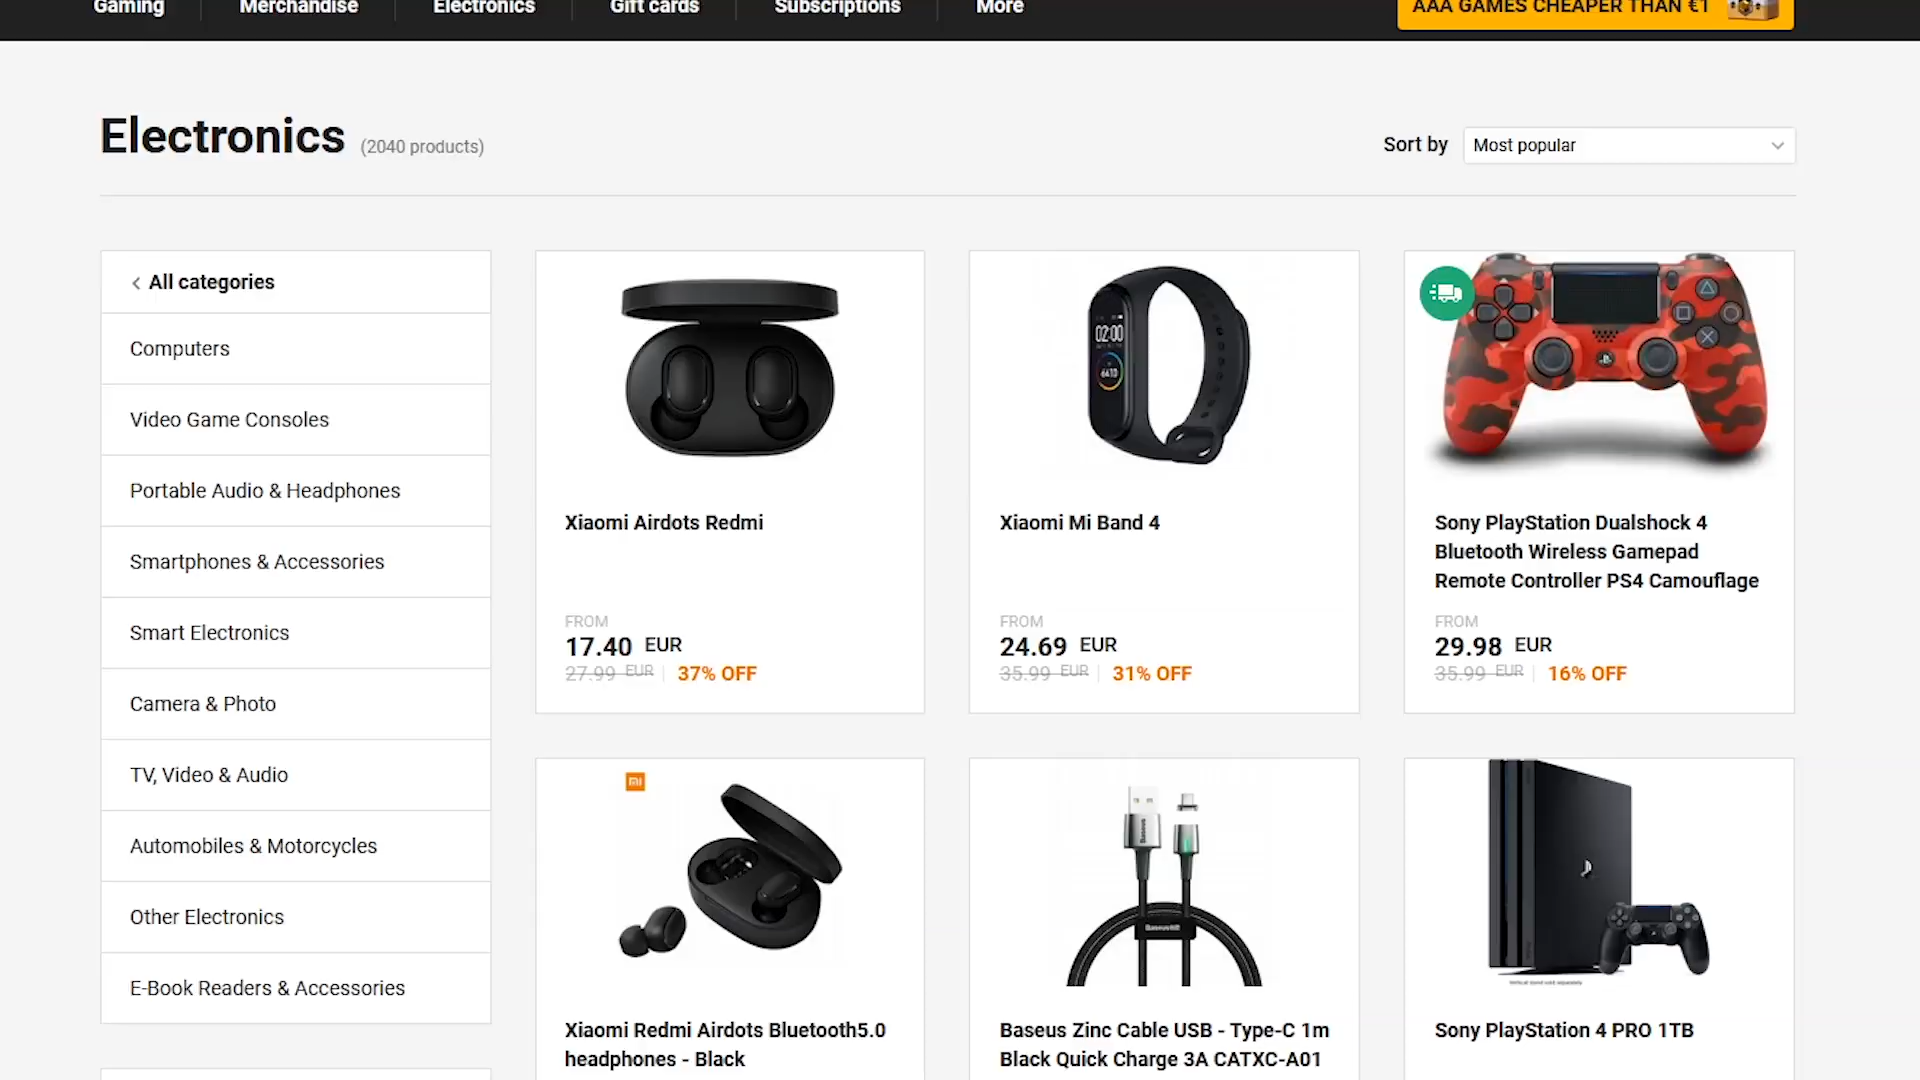 Gaming
Merchandise
Electronics
Gift cards
Subscriptions
More
AAA GAMES CHEAPER THAN €1
Electronics (2040 products)
Sort by
Most popular
All categories
Computers
Video Game Consoles
Portable Audio & Headphones
Smartphones & Accessories
Smart Electronics
Camera & Photo
TV, Video & Audio
Automobiles & Motorcycles
Other Electronics
E-Book Readers & Accessories
02:00
Xiaomi Airdots Redmi
FROM
17.40 EUR
27.99 EUR
37% OFF
Xiaomi Mi Band 4
FROM
24.69 EUR
35.99 EUR
31% OFF
Sony PlayStation Dualshock 4
Bluetooth Wireless Gamepad
Remote Controller PS4 Camouflage
FROM
29.98 EUR
35.99 EUR
16% OFF
mi
Xiaomi Redmi Airdots Bluetooth5.0
headphones - Black
Baseus
Baseus
Baseus Zinc Cable USB - Type-C 1m
Black Quick Charge 3A CATXC-A01
Sony PlayStation 4 PRO 1TB